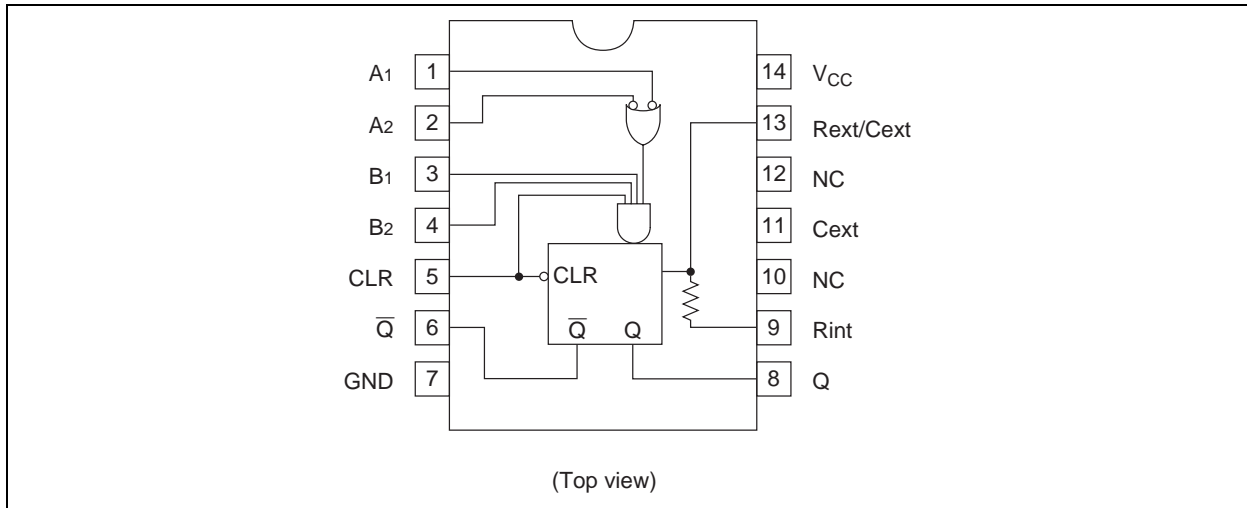 A1 1
A2 2
B1 3
B2 4
CLR 5
Q̅ 6
GND 7
14 VCC
13 Rext/Cext
12 NC
11 Cext
10 NC
9 Rint
8 Q
CLR
Q̅ Q
(Top view)